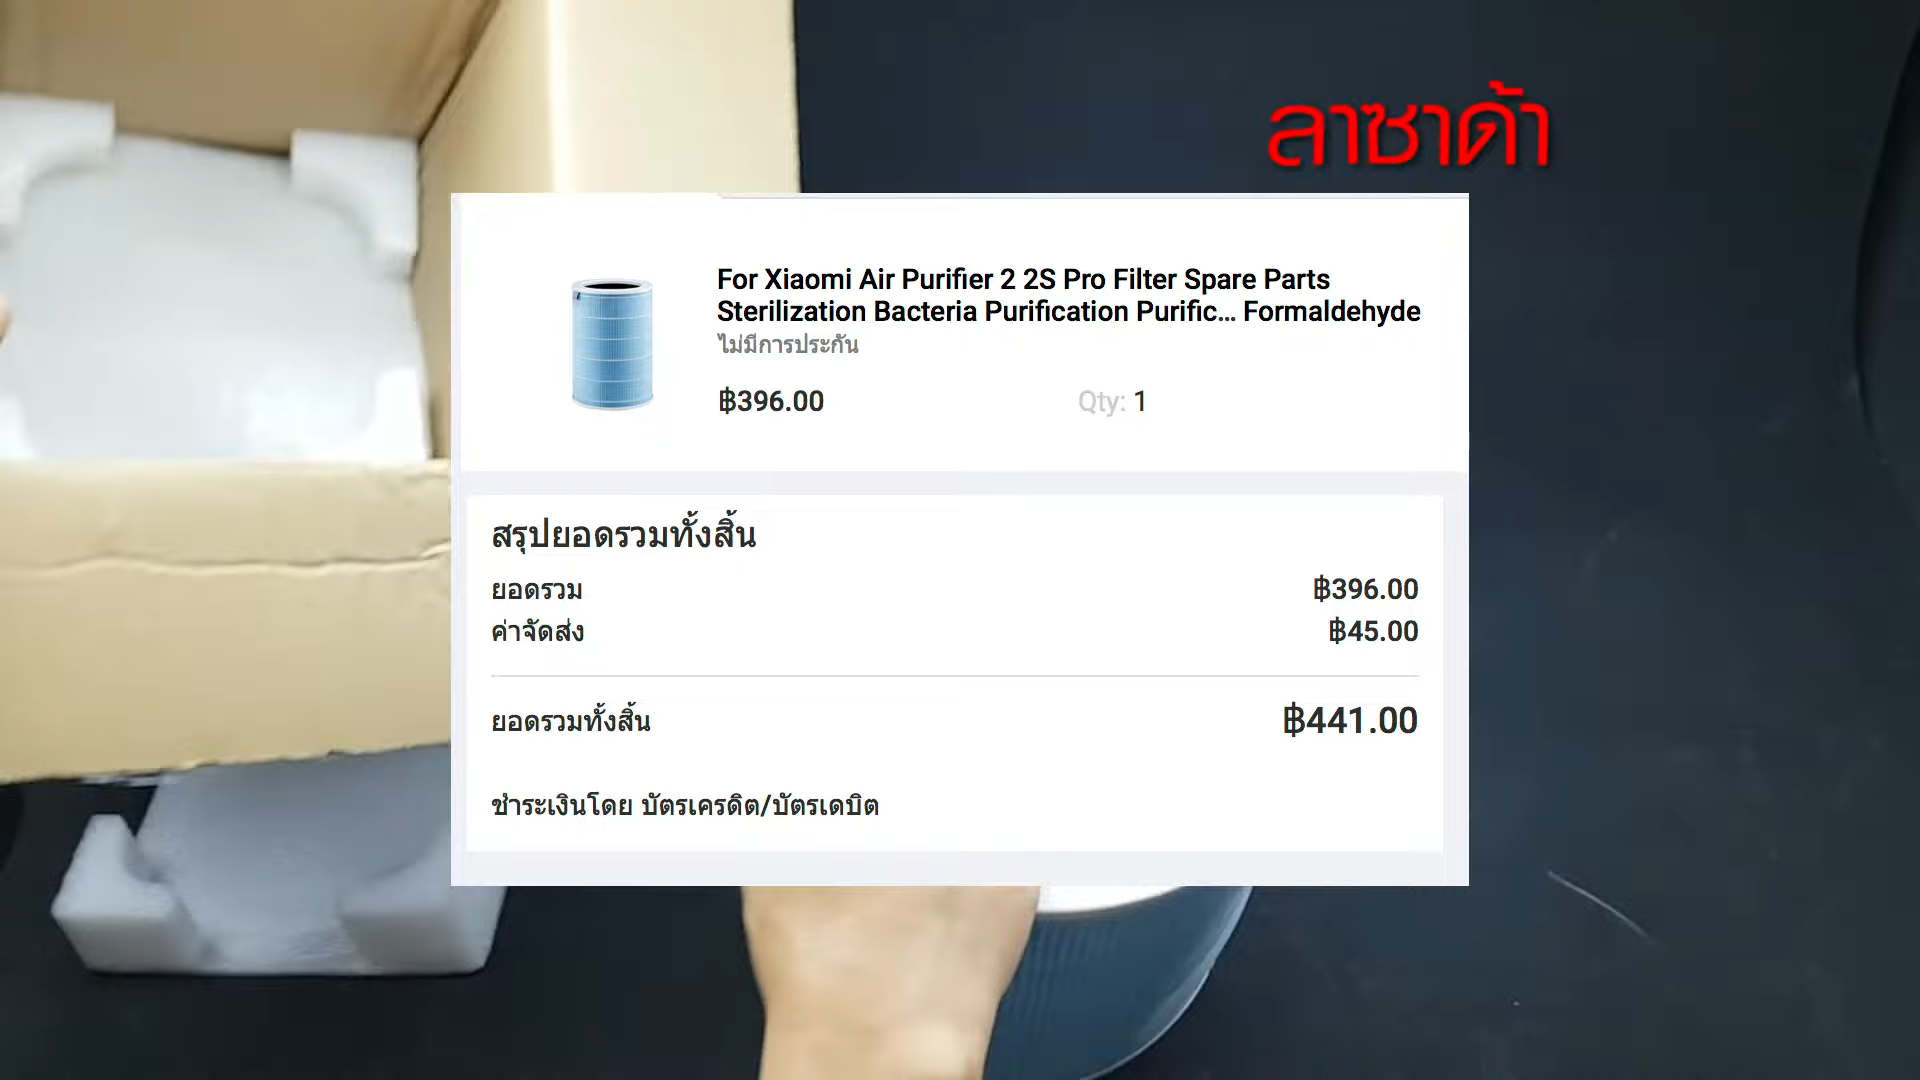 ลาซาด้า
For Xiaomi Air Purifier 2 2S Pro Filter Spare Parts
Sterilization Bacteria Purification Purific... Formaldehyde
ไม่มีการประกัน
฿396.00 Qty: 1
สรุปยอดรวมทั้งสิ้น
ยอดรวม ฿396.00
ค่าจัดส่ง ฿45.00
ยอดรวมทั้งสิ้น ฿441.00
ชำระเงินโดย บัตรเครดิต/บัตรเดบิต